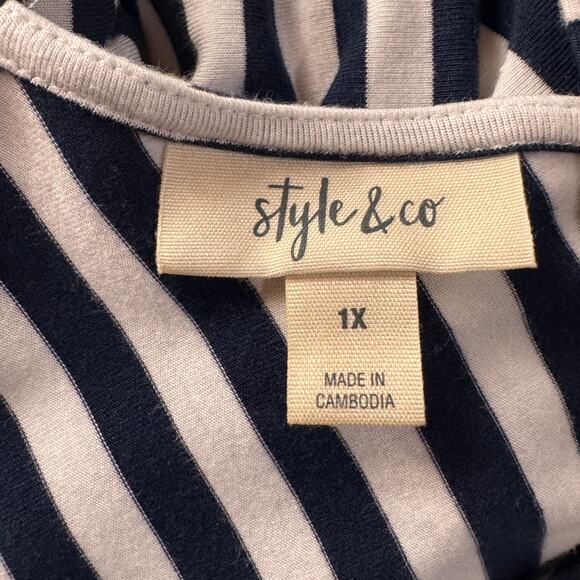 style & co
1X
MADE IN
CAMBODIA